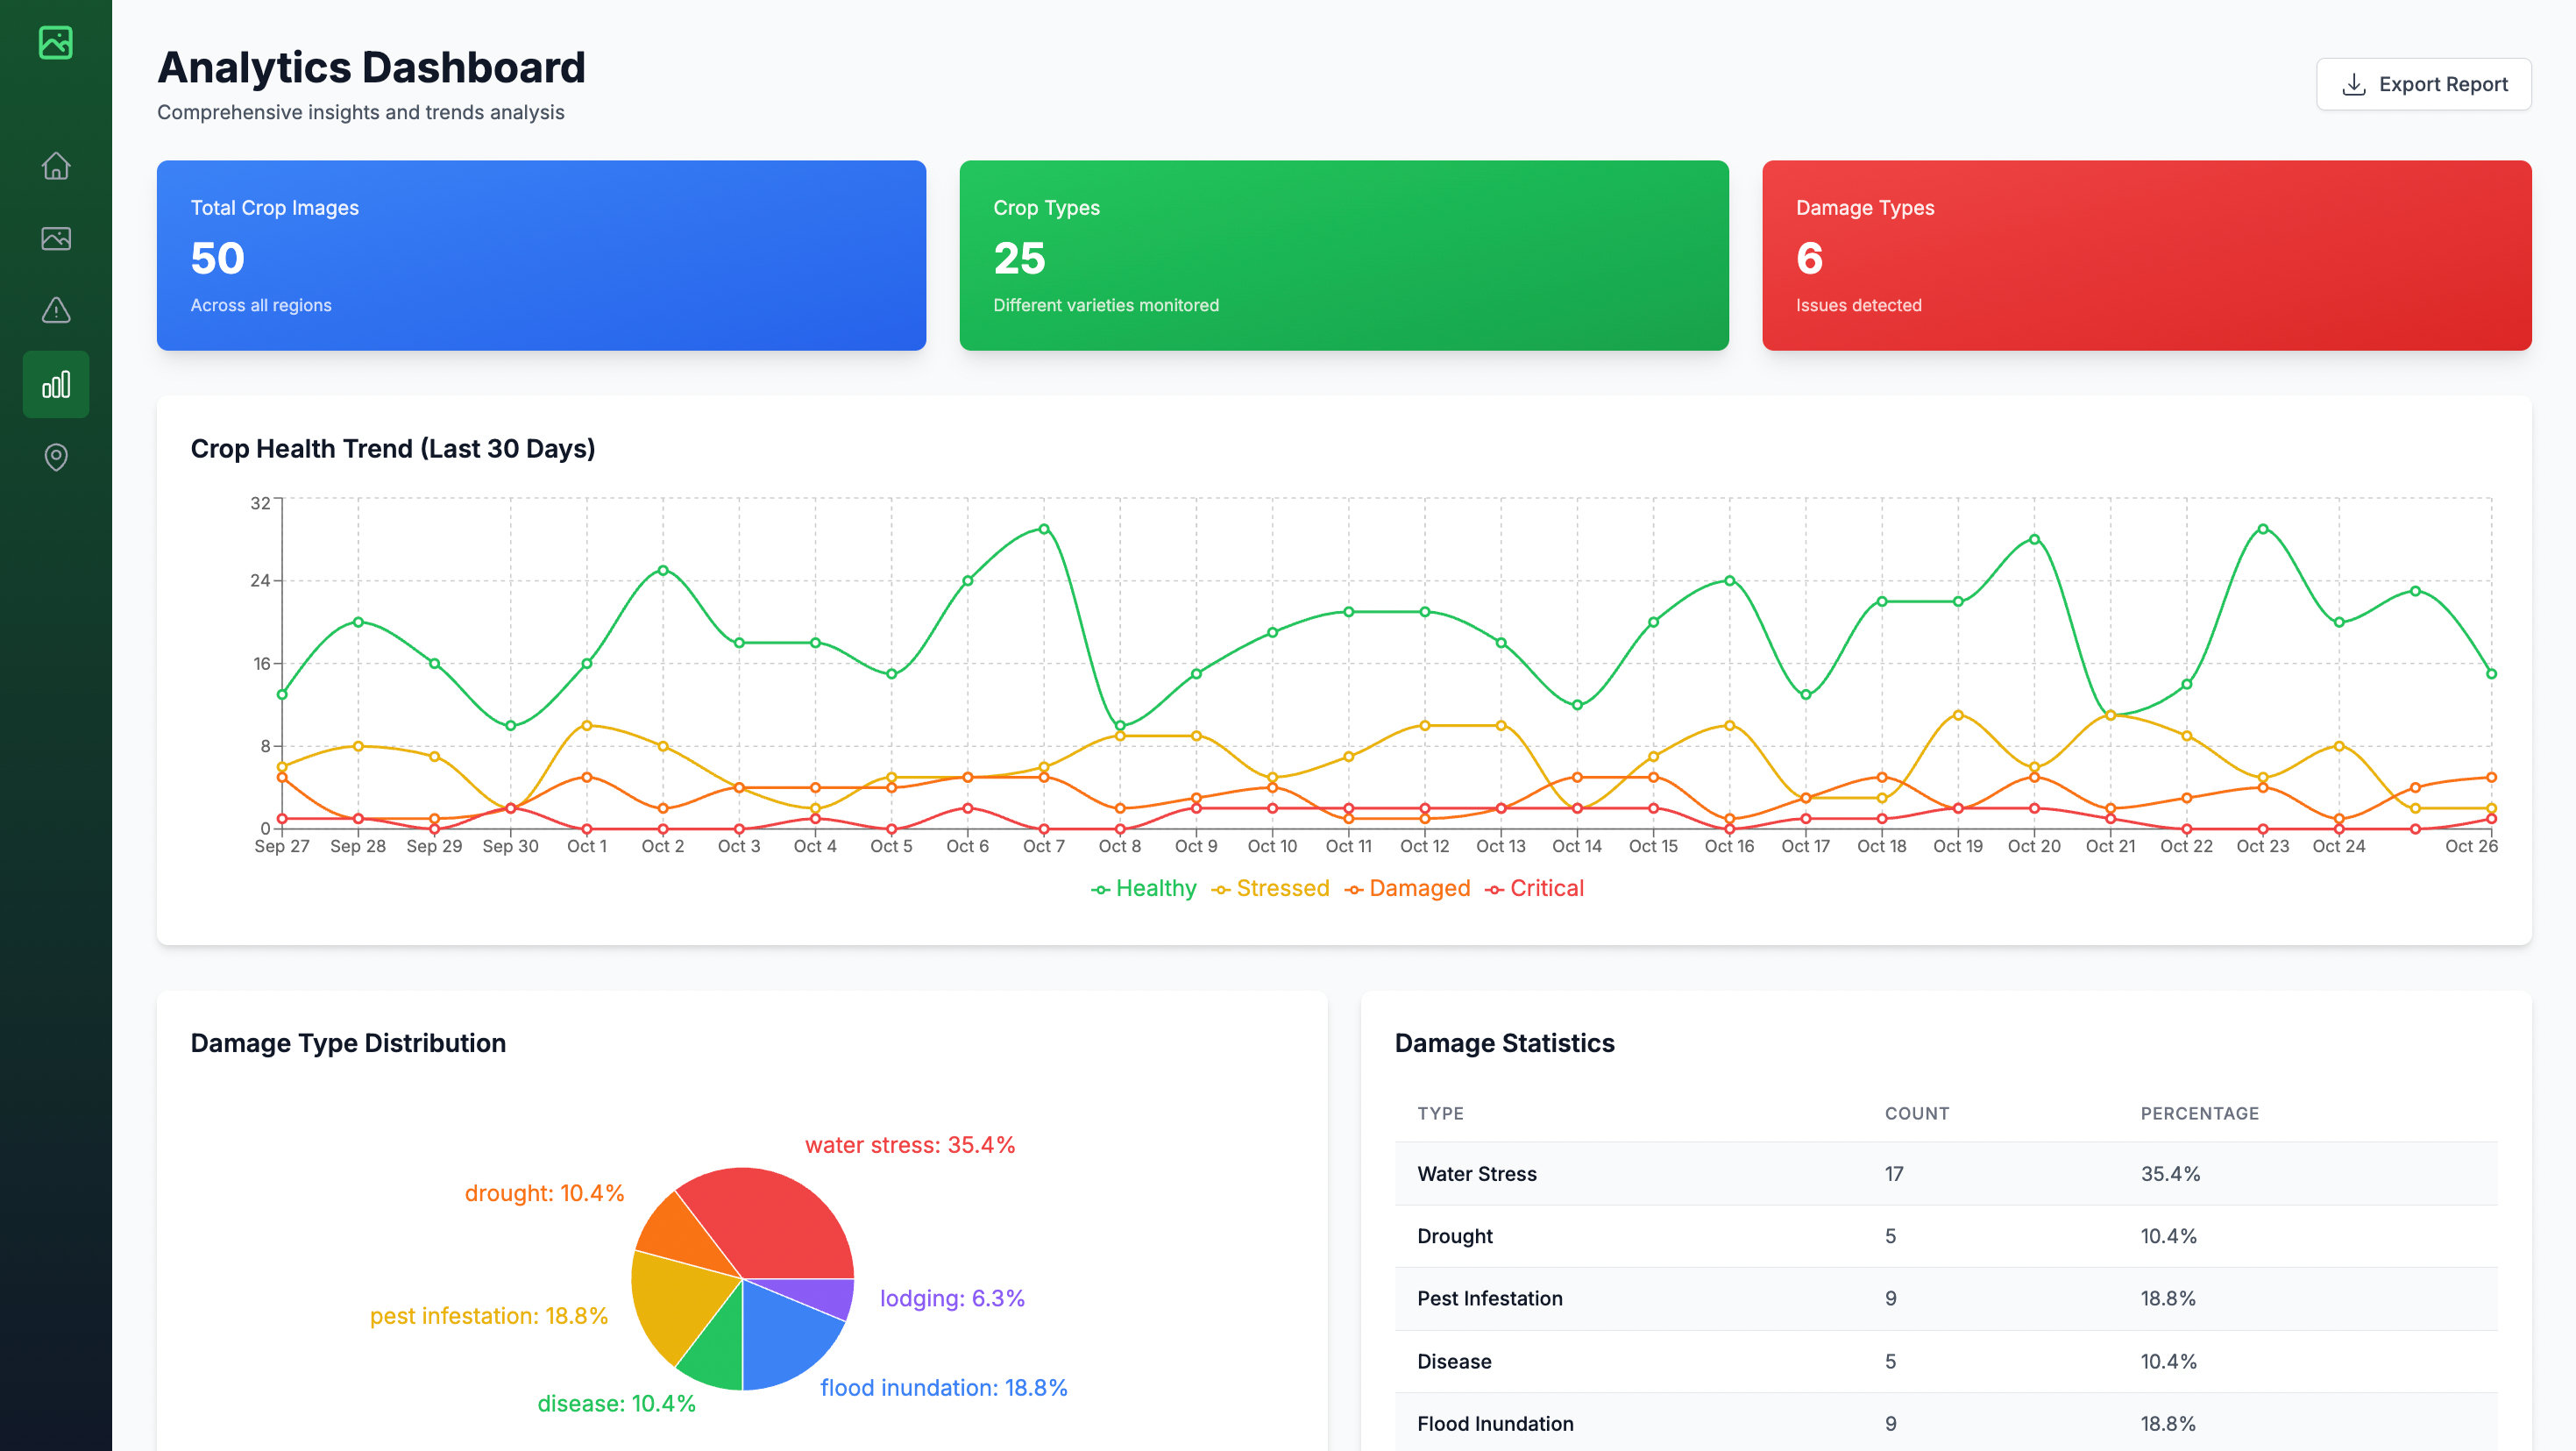 Analytics Dashboard
Comprehensive insights and trends analysis
Export Report
Total Crop Images
50
Across all regions
Crop Types
25
Different varieties monitored
Damage Types
6
Issues detected
Crop Health Trend (Last 30 Days)
32
24
16
8
0
Sep 27 Sep 28 Sep 29 Sep 30 Oct 1 Oct 2 Oct 3 Oct 4 Oct 5 Oct 6 Oct 7 Oct 8 Oct 9 Oct 10 Oct 11 Oct 12 Oct 13 Oct 14 Oct 15 Oct 16 Oct 17 Oct 18 Oct 19 Oct 20 Oct 21 Oct 22 Oct 23 Oct 24 Oct 26
Healthy Stressed Damaged Critical
Damage Type Distribution
water stress: 35.4%
drought: 10.4%
lodging: 6.3%
pest infestation: 18.8%
flood inundation: 18.8%
disease: 10.4%
Damage Statistics
TYPE COUNT PERCENTAGE
Water Stress 17 35.4%
Drought 5 10.4%
Pest Infestation 9 18.8%
Disease 5 10.4%
Flood Inundation 9 18.8%